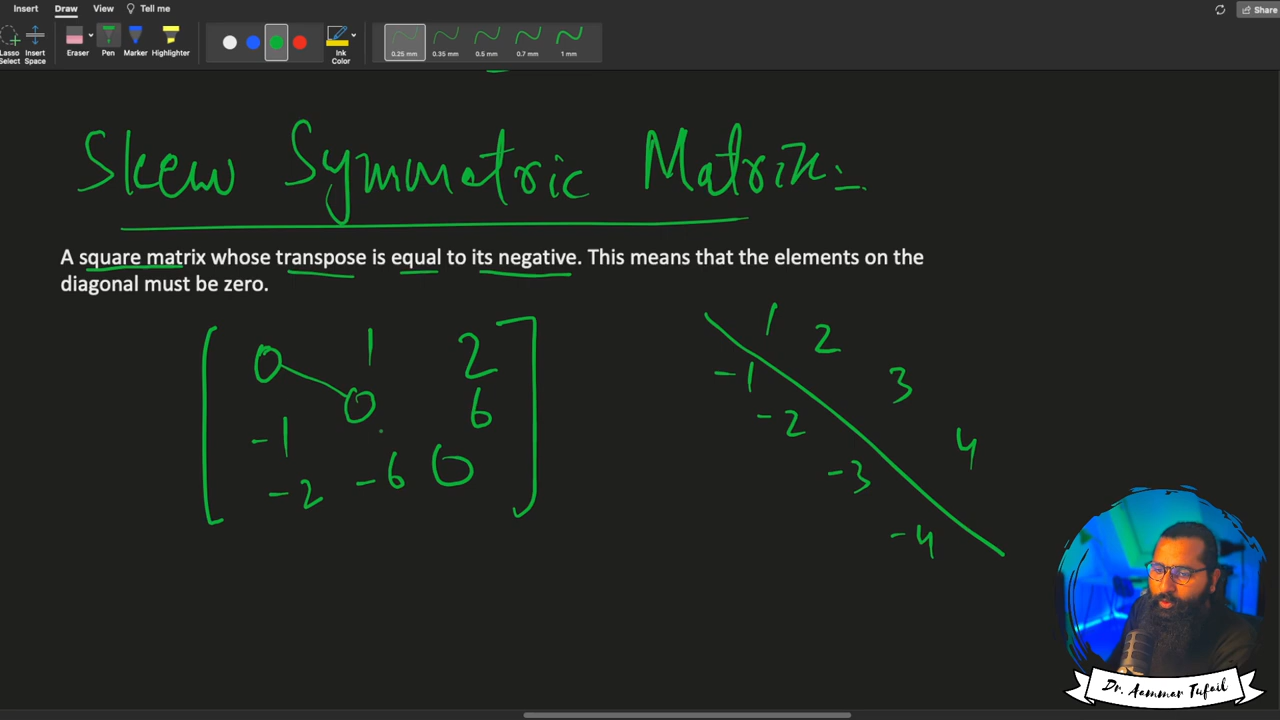 Insert Draw View Tell me Share
Lasso Select Insert Space Eraser Pen Marker Highlighter Ink Color 0.25 mm 0.35 mm 0.5 mm 0.7 mm 1 mm
Skew Symmetric Matrix:
A square matrix whose transpose is equal to its negative. This means that the elements on the
diagonal must be zero.
0 1 2
-1 0 6
-2 -6 0
1 2 3 4
-1 -2 -3 -4
Dr. Aammar Tufail